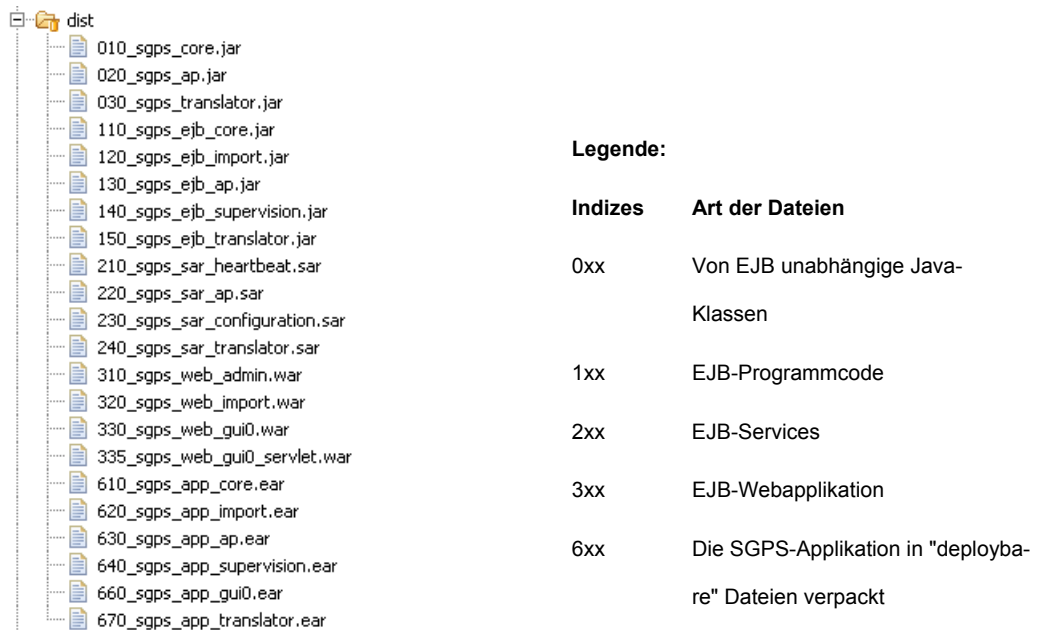 dist
010_sgps_core.jar
020_sgps_ap.jar
030_sgps_translator.jar
110_sgps_ejb_core.jar
120_sgps_ejb_import.jar
130_sgps_ejb_ap.jar
140_sgps_ejb_supervision.jar
150_sgps_ejb_translator.jar
210_sgps_sar_heartbeat.sar
220_sgps_sar_ap.sar
230_sgps_sar_configuration.sar
240_sgps_sar_translator.sar
310_sgps_web_admin.war
320_sgps_web_import.war
330_sgps_web_gui0.war
335_sgps_web_gui0_servlet.war
610_sgps_app_core.ear
620_sgps_app_import.ear
630_sgps_app_ap.ear
640_sgps_app_supervision.ear
660_sgps_app_gui0.ear
670_sgps_app_translator.ear
Legende:
Indizes Art der Dateien
0xx Von EJB unabhängige Java-
Klassen
1xx EJB-Programmcode
2xx EJB-Services
3xx EJB-Webapplikation
6xx Die SGPS-Applikation in "deployba-
re" Dateien verpackt